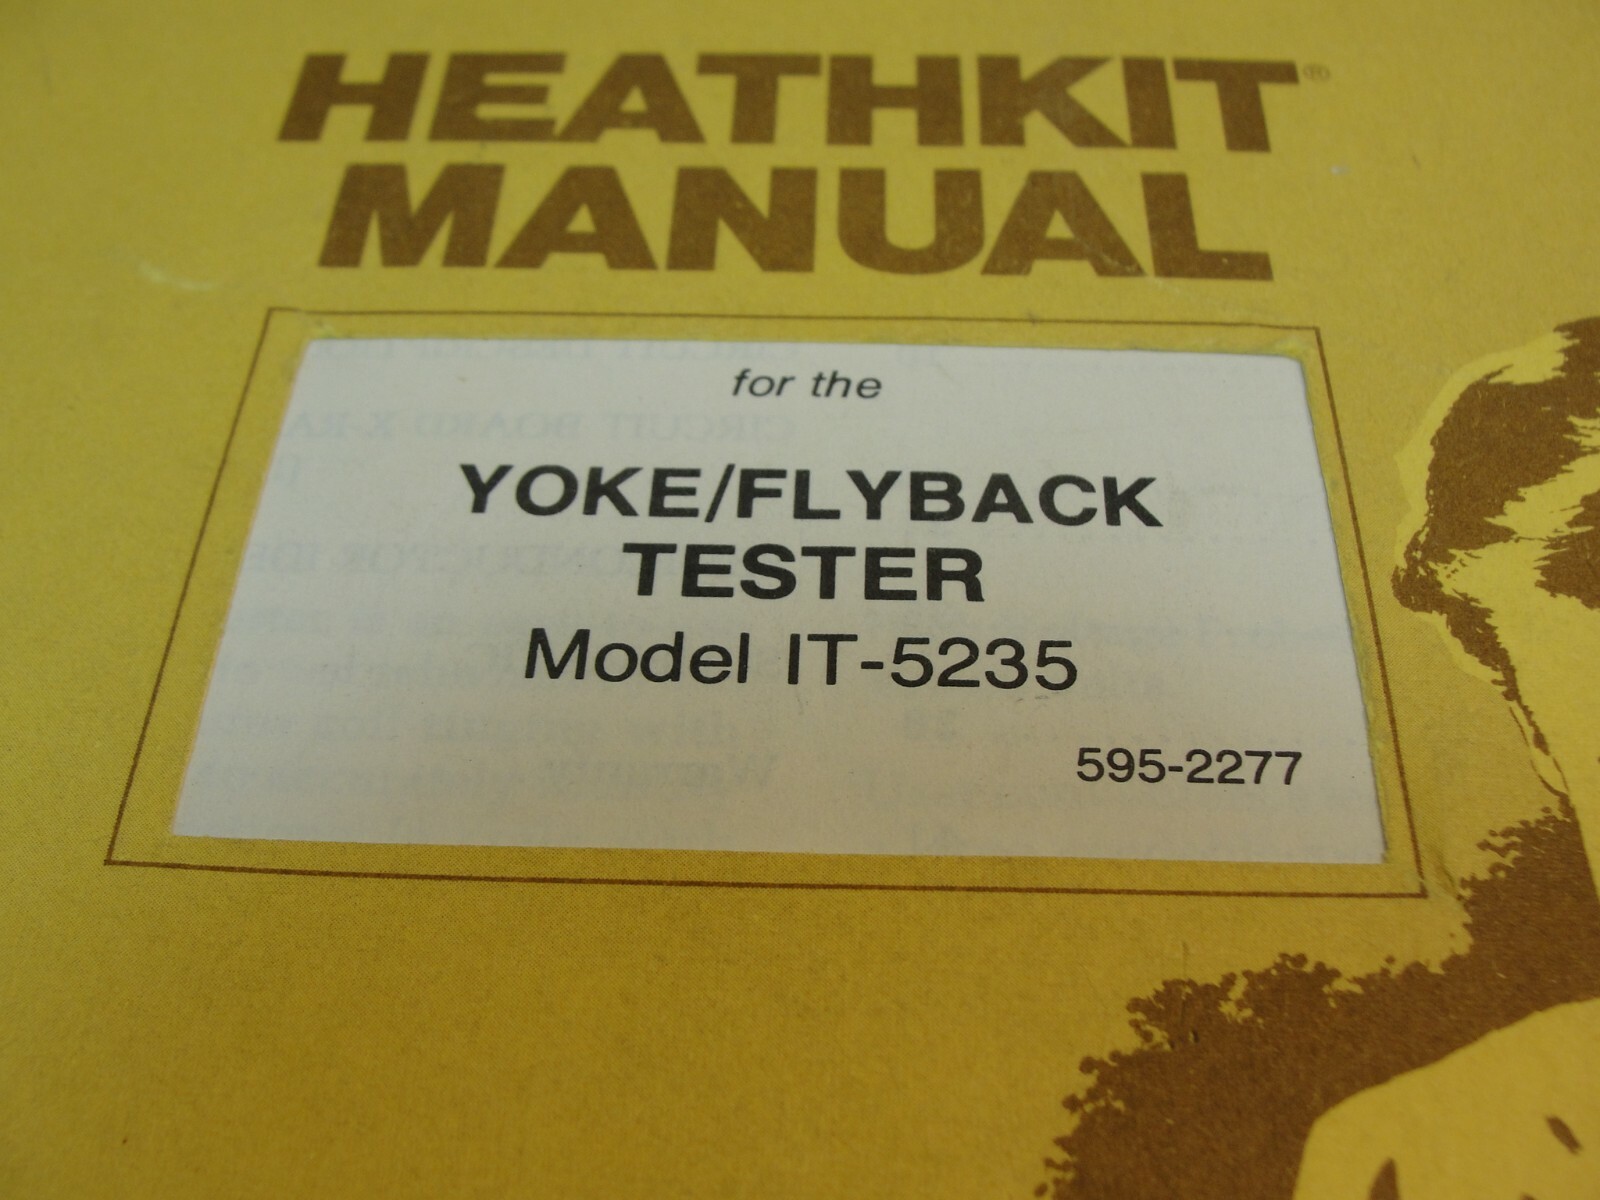 HEATHKIT®
MANUAL
for the
YOKE/FLYBACK
TESTER
Model IT-5235
595-2277